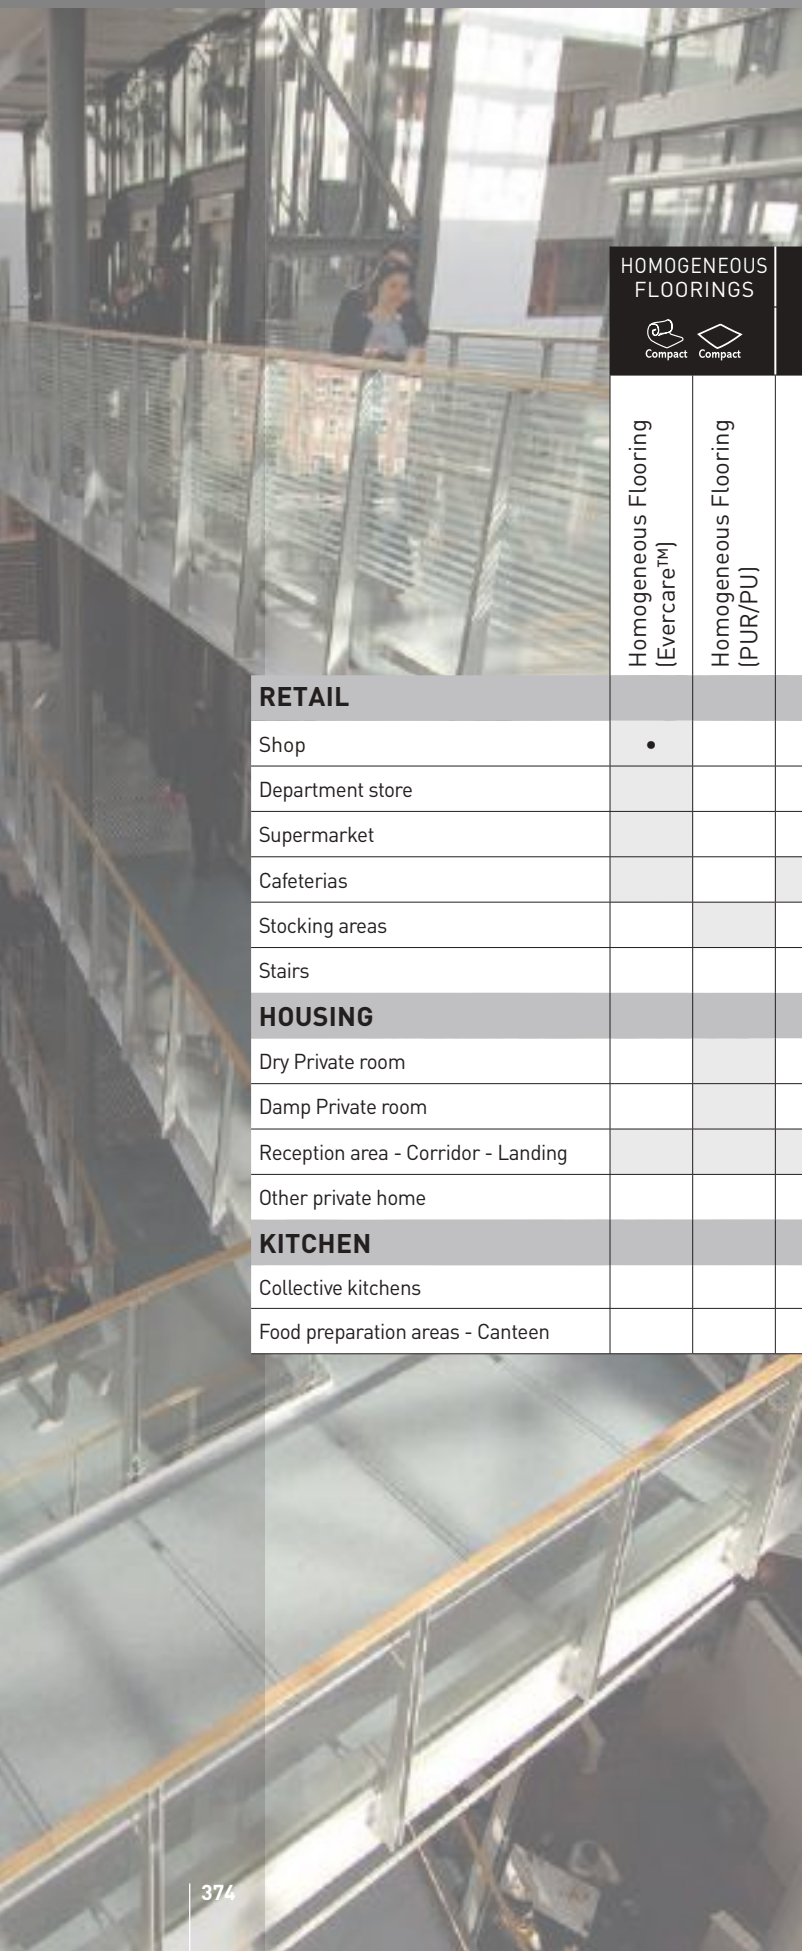 HOMOGENEOUS
FLOORINGS
Compact Compact
Homogeneous Flooring
(Evercare™)
Homogeneous Flooring
(PUR/PU)
RETAIL
Shop •
Department store
Supermarket
Cafeterias
Stocking areas
Stairs
HOUSING
Dry Private room
Damp Private room
Reception area - Corridor - Landing
Other private home
KITCHEN
Collective kitchens
Food preparation areas - Canteen
374